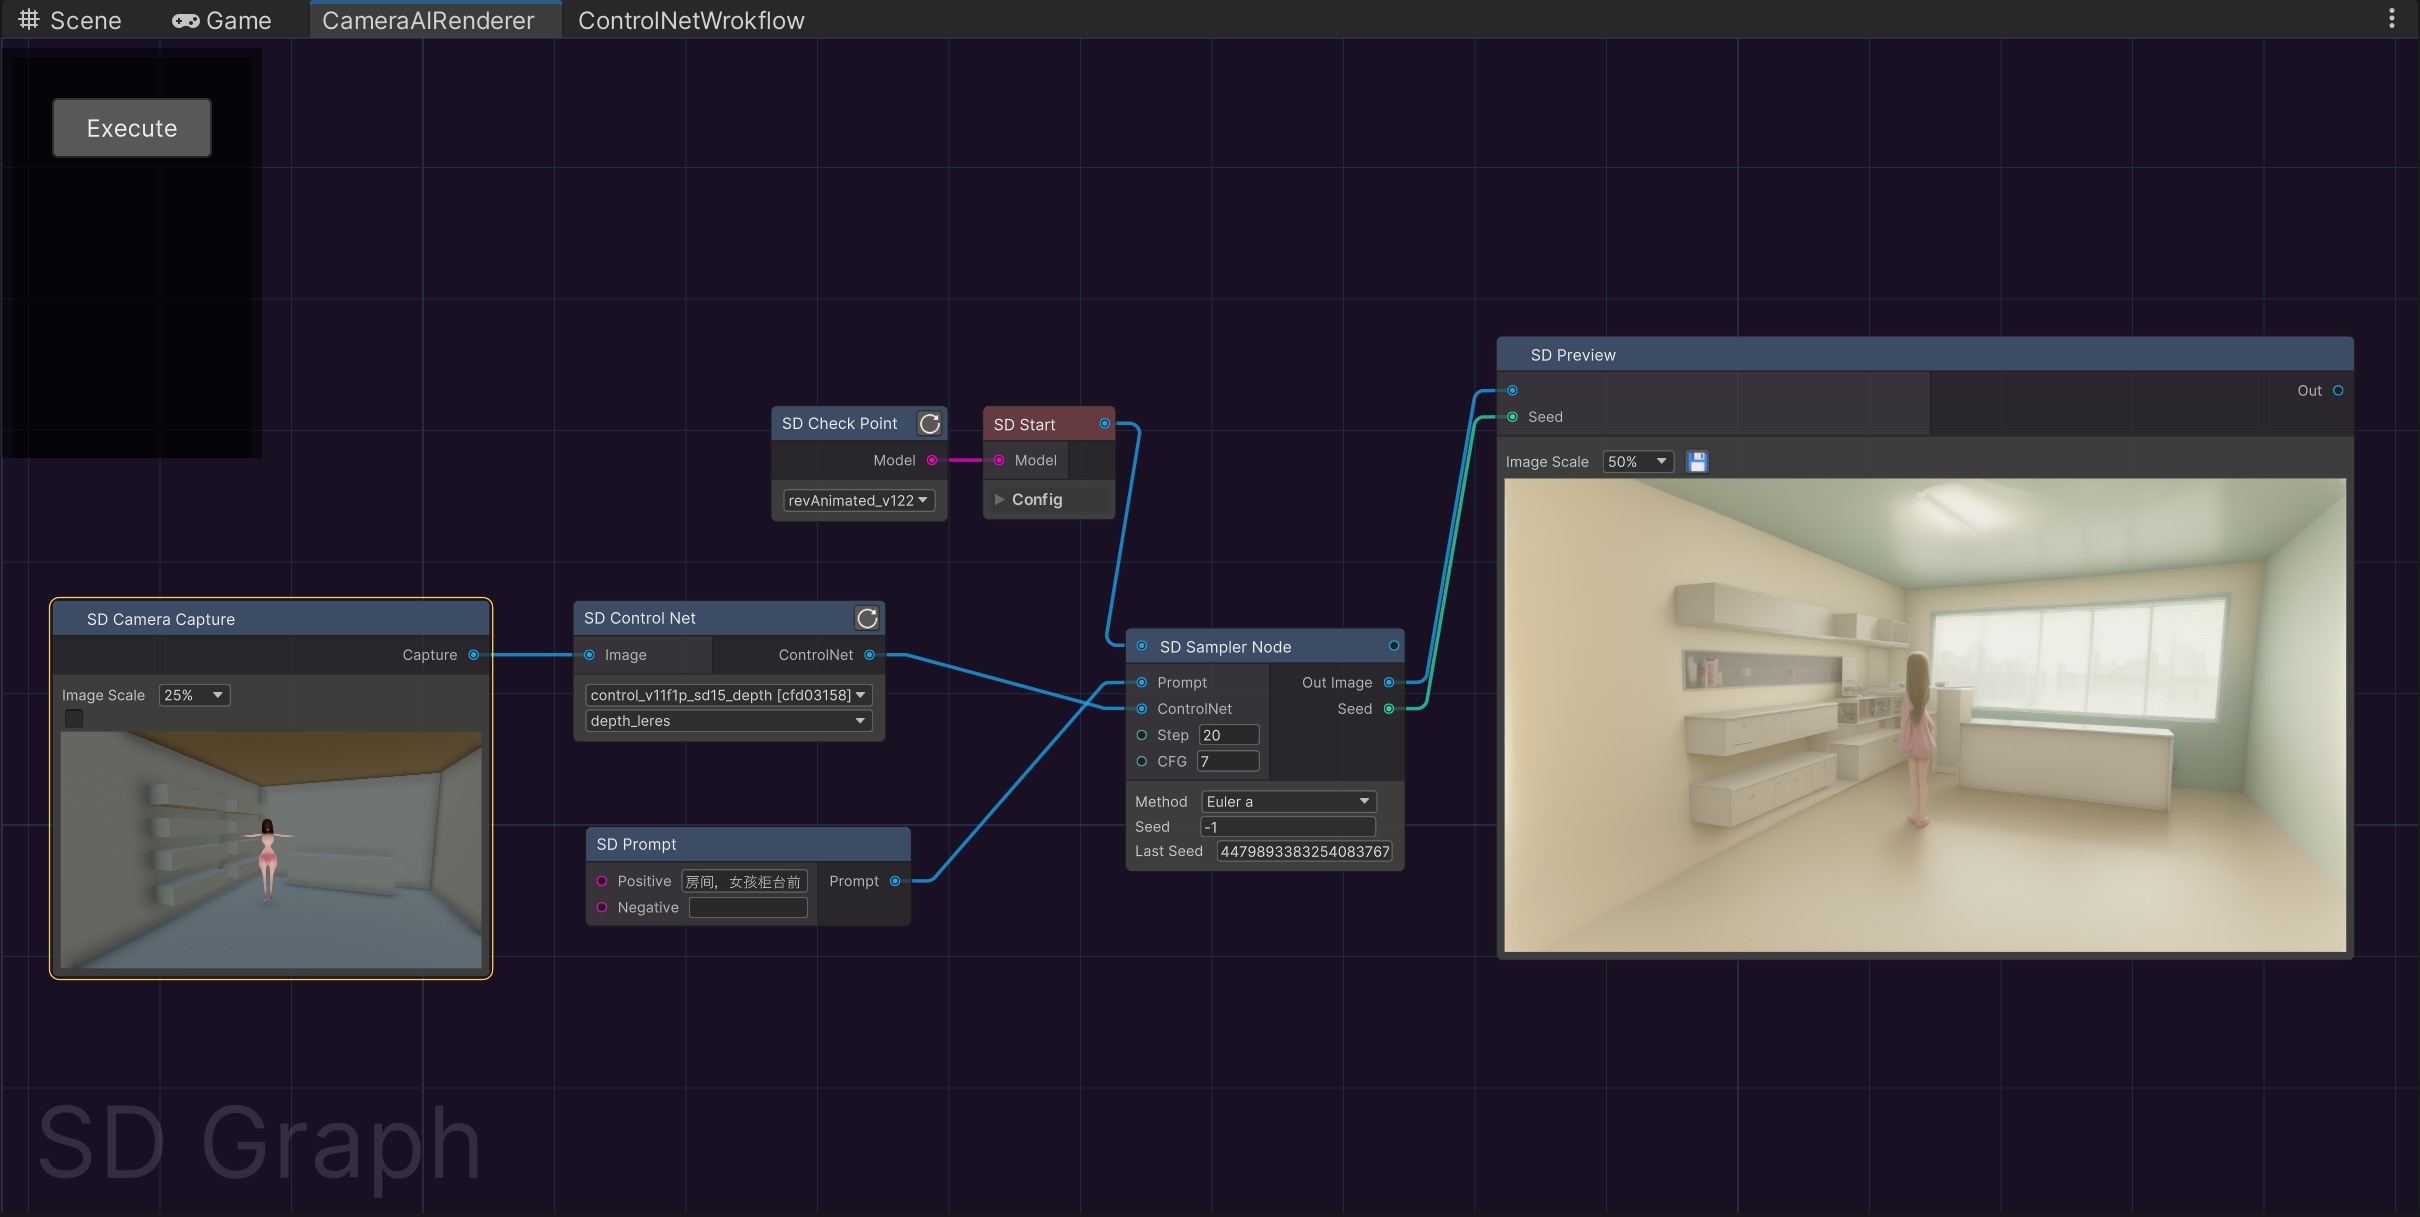 Scene
Game
CameraAIRenderer
ControlNetWrokflow
Execute
SD Check Point
Model
revAnimated_v122
SD Start
Model
Config
SD Preview
Out
Seed
Image Scale
50%
SD Camera Capture
Capture
Image Scale
25%
SD Control Net
Image
ControlNet
control_v11f1p_sd15_depth [cfd03158]
depth_leres
SD Prompt
Positive
房间，女孩柜台前
Prompt
Negative
SD Sampler Node
Prompt
Out Image
ControlNet
Seed
Step
20
CFG
7
Method
Euler a
Seed
-1
Last Seed
4479893383254083767
SD Graph